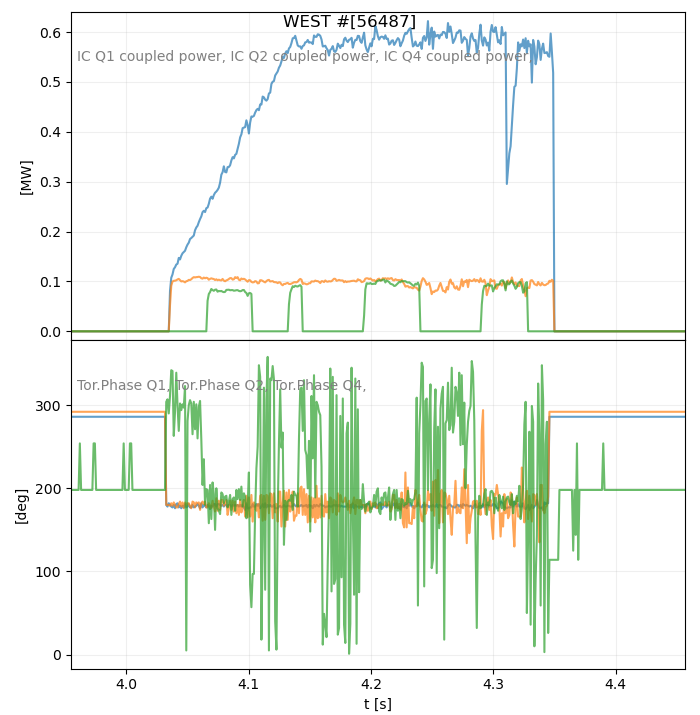 WEST #[56487]
IC Q1 coupled power, IC Q2 coupled power, IC Q4 coupled power,
0.6
0.5
0.4
0.3
0.2
0.1
0.0
[MW]
Tor.Phase Q1, Tor.Phase Q2, Tor.Phase Q4,
300
200
100
0
[deg]
4.0 4.1 4.2 4.3 4.4
t [s]